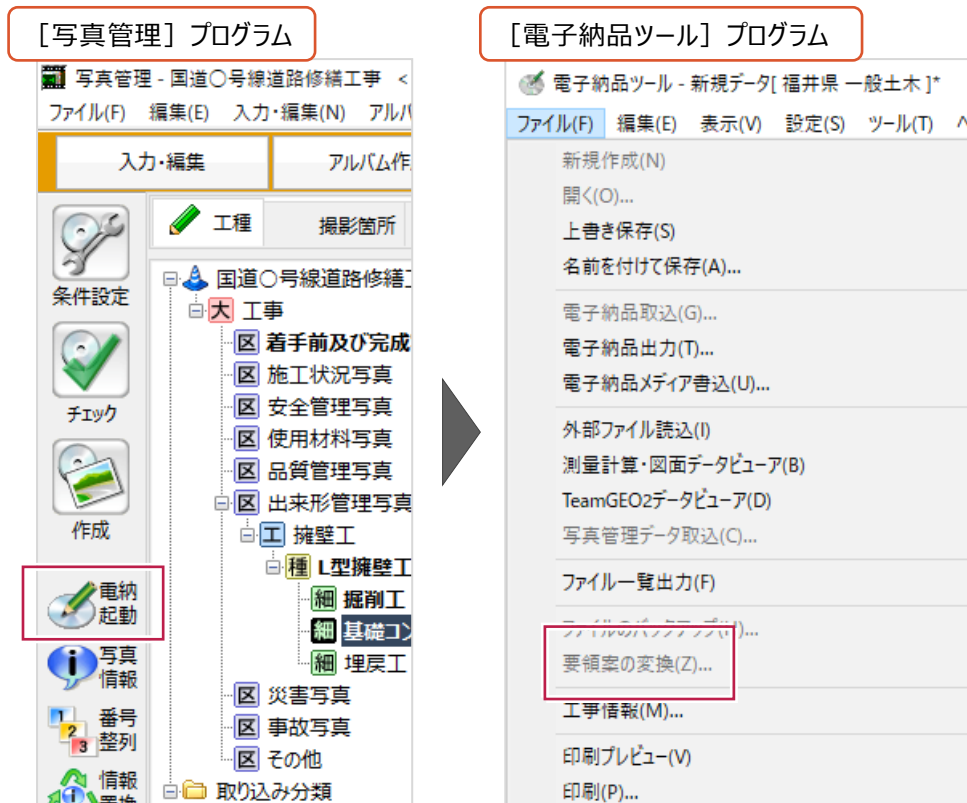 ［写真管理］プログラム
写真管理 - 国道○号線道路修繕工事 <
ファイル(F) 編集(E) 入力・編集(N) アルバ
入力・編集 アルバム作
工種 撮影箇所
条件設定
チェック
作成
電納
起動
写真
情報
1 2 3 番号
整列
情報
国道○号線道路修繕工
大 工事
区 着手前及び完成
区 施工状況写真
区 安全管理写真
区 使用材料写真
区 品質管理写真
区 出来形管理写真
工 擁壁工
種 L型擁壁工
細 掘削工
細 基礎コン
細 埋戻工
区 災害写真
区 事故写真
区 その他
取り込み分類
［電子納品ツール］プログラム
電子納品ツール - 新規データ[ 福井県 一般土木 ]*
ファイル(F) 編集(E) 表示(V) 設定(S) ツール(T) ヘ
新規作成(N)
開く(O)...
上書き保存(S)
名前を付けて保存(A)...
電子納品取込(G)...
電子納品出力(T)...
電子納品メディア書込(U)...
外部ファイル読込(I)
測量計算・図面データビューア(B)
TeamGEO2データビューア(D)
写真管理データ取込(C)...
ファイル一覧出力(F)
ファイルのバックアップ(H)...
要領案の変換(Z)...
工事情報(M)...
印刷プレビュー(V)
印刷(P)...